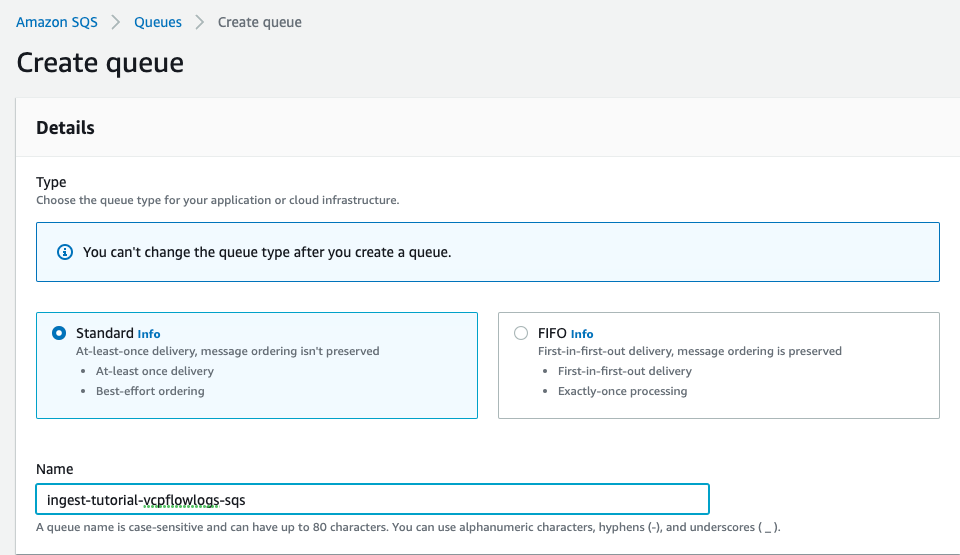 Amazon SQS > Queues > Create queue
Create queue
Details
Type
Choose the queue type for your application or cloud infrastructure.
You can't change the queue type after you create a queue.
Standard Info
At-least-once delivery, message ordering isn't preserved
• At-least once delivery
• Best-effort ordering
FIFO Info
First-in-first-out delivery, message ordering is preserved
• First-in-first-out delivery
• Exactly-once processing
Name
ingest-tutorial-vcpflowlogs-sqs
A queue name is case-sensitive and can have up to 80 characters. You can use alphanumeric characters, hyphens (-), and underscores ( _ ).